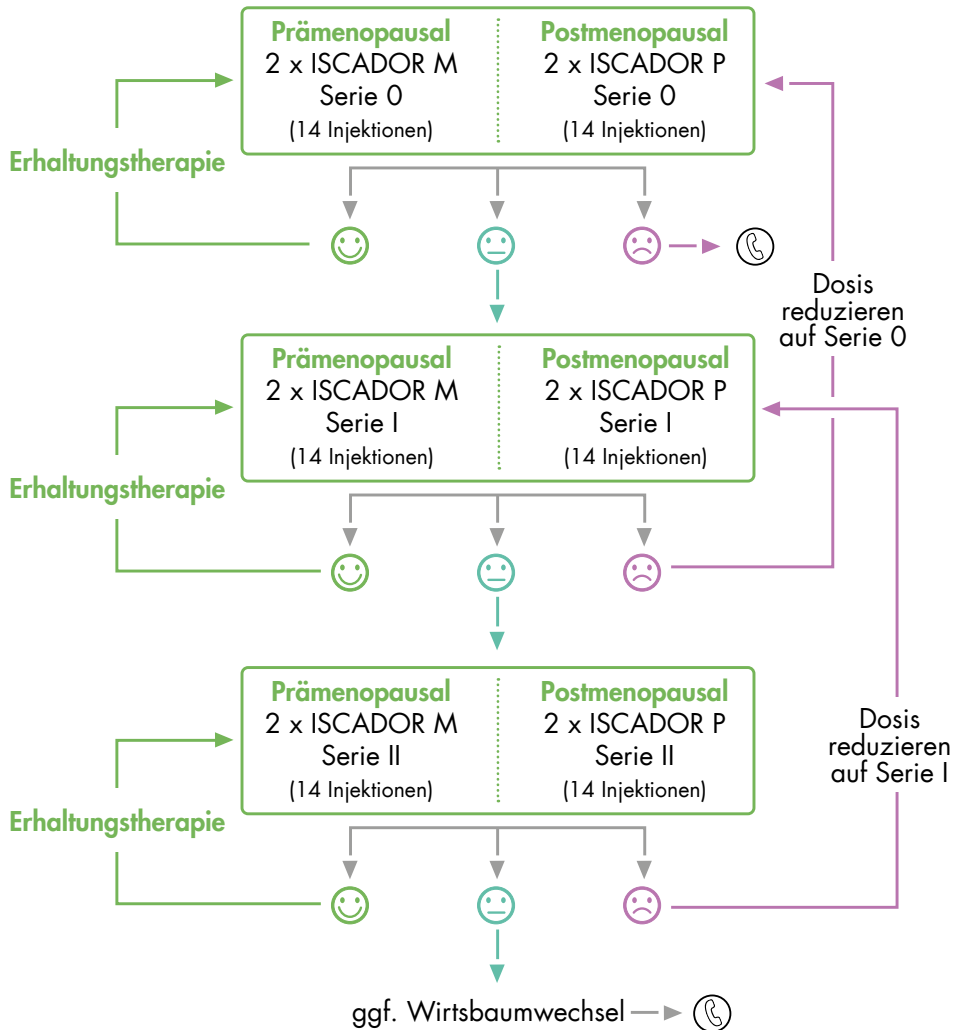 Prämenopausal
2 x ISCADOR M
Serie 0
(14 Injektionen)
Postmenopausal
2 x ISCADOR P
Serie 0
(14 Injektionen)
Erhaltungstherapie
Dosis
reduzieren
auf Serie 0
Prämenopausal
2 x ISCADOR M
Serie I
(14 Injektionen)
Postmenopausal
2 x ISCADOR P
Serie I
(14 Injektionen)
Erhaltungstherapie
Prämenopausal
2 x ISCADOR M
Serie II
(14 Injektionen)
Postmenopausal
2 x ISCADOR P
Serie II
(14 Injektionen)
Dosis
reduzieren
auf Serie I
Erhaltungstherapie
ggf. Wirtsbaumwechsel